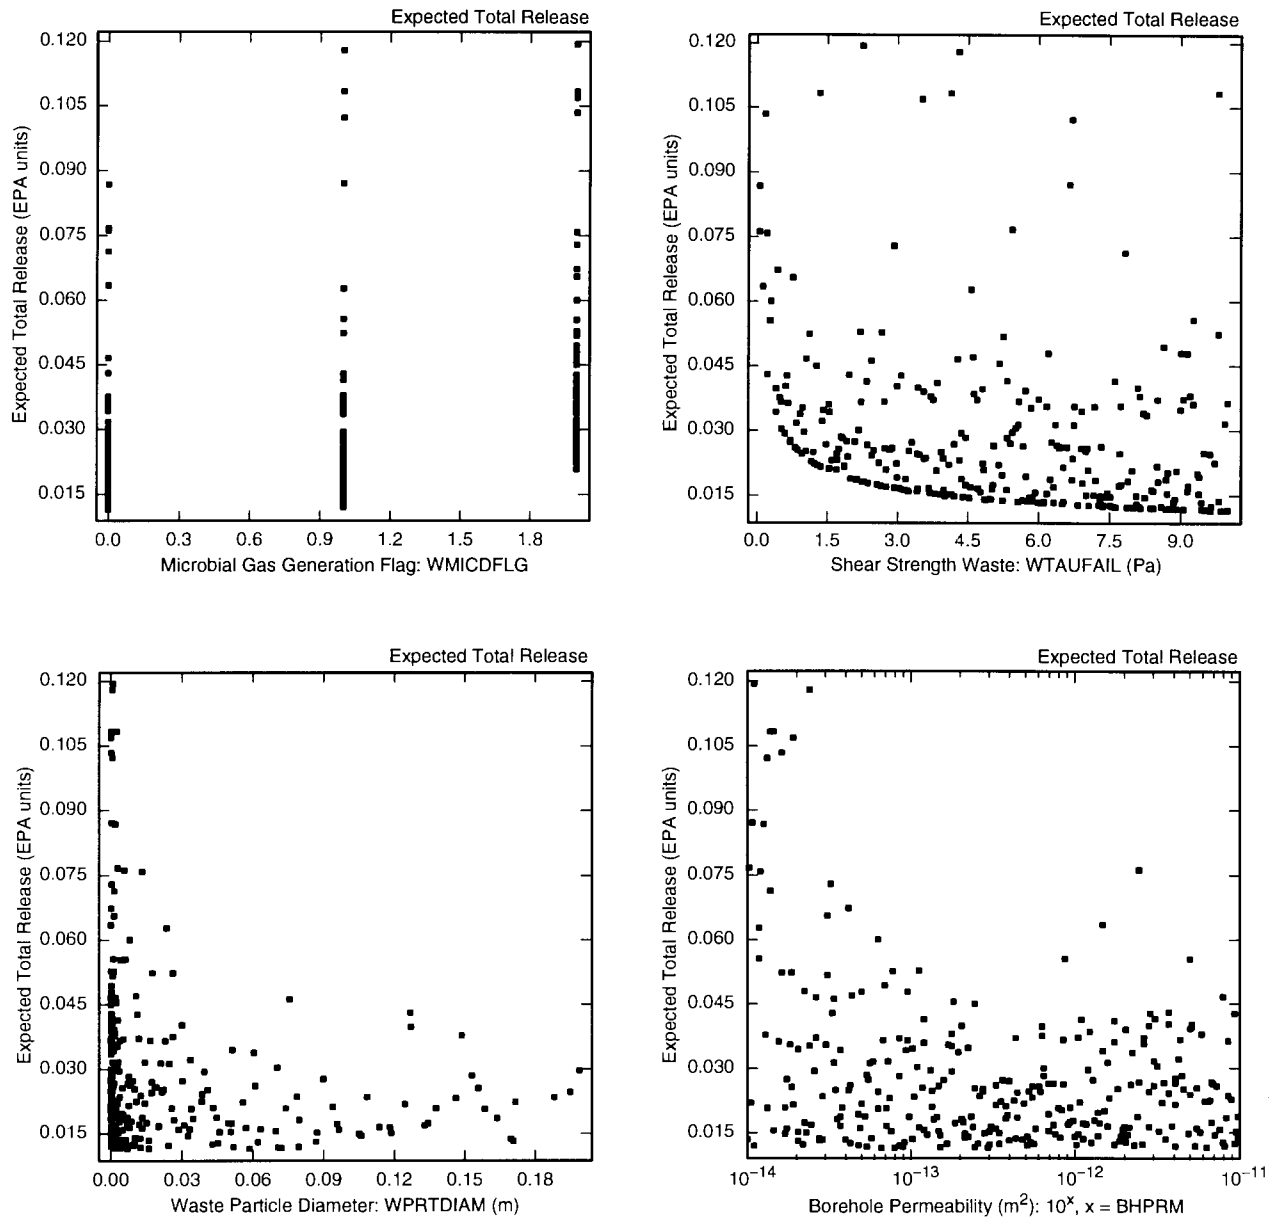 Expected Total Release
Expected Total Release (EPA units)
0.120
0.105
0.090
0.075
0.060
0.045
0.030
0.015
0.0 0.3 0.6 0.9 1.2 1.5 1.8
Microbial Gas Generation Flag: WMICDFLG
Expected Total Release
Expected Total Release (EPA units)
0.120
0.105
0.090
0.075
0.060
0.045
0.030
0.015
0.0 1.5 3.0 4.5 6.0 7.5 9.0
Shear Strength Waste: WTAUFAIL (Pa)
Expected Total Release
Expected Total Release (EPA units)
0.120
0.105
0.090
0.075
0.060
0.045
0.030
0.015
0.00 0.03 0.06 0.09 0.12 0.15 0.18
Waste Particle Diameter: WPRTDIAM (m)
Expected Total Release
Expected Total Release (EPA units)
0.120
0.105
0.090
0.075
0.060
0.045
0.030
0.015
10⁻¹⁴ 10⁻¹³ 10⁻¹² 10⁻¹¹
Borehole Permeability (m²): 10ˣ, x = BHPRM